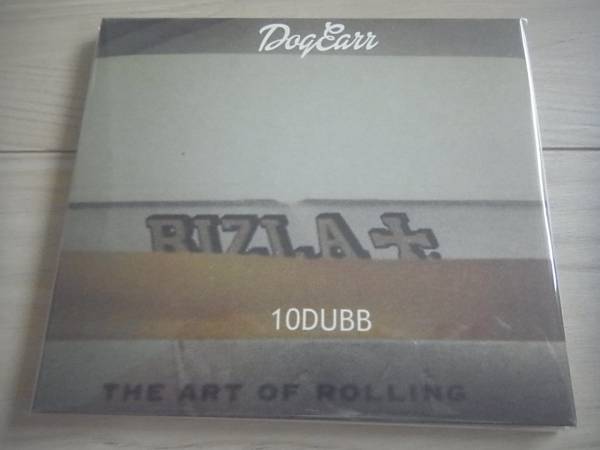 DogEarr
RIZLA+
10DUBB
THE ART OF ROLLING